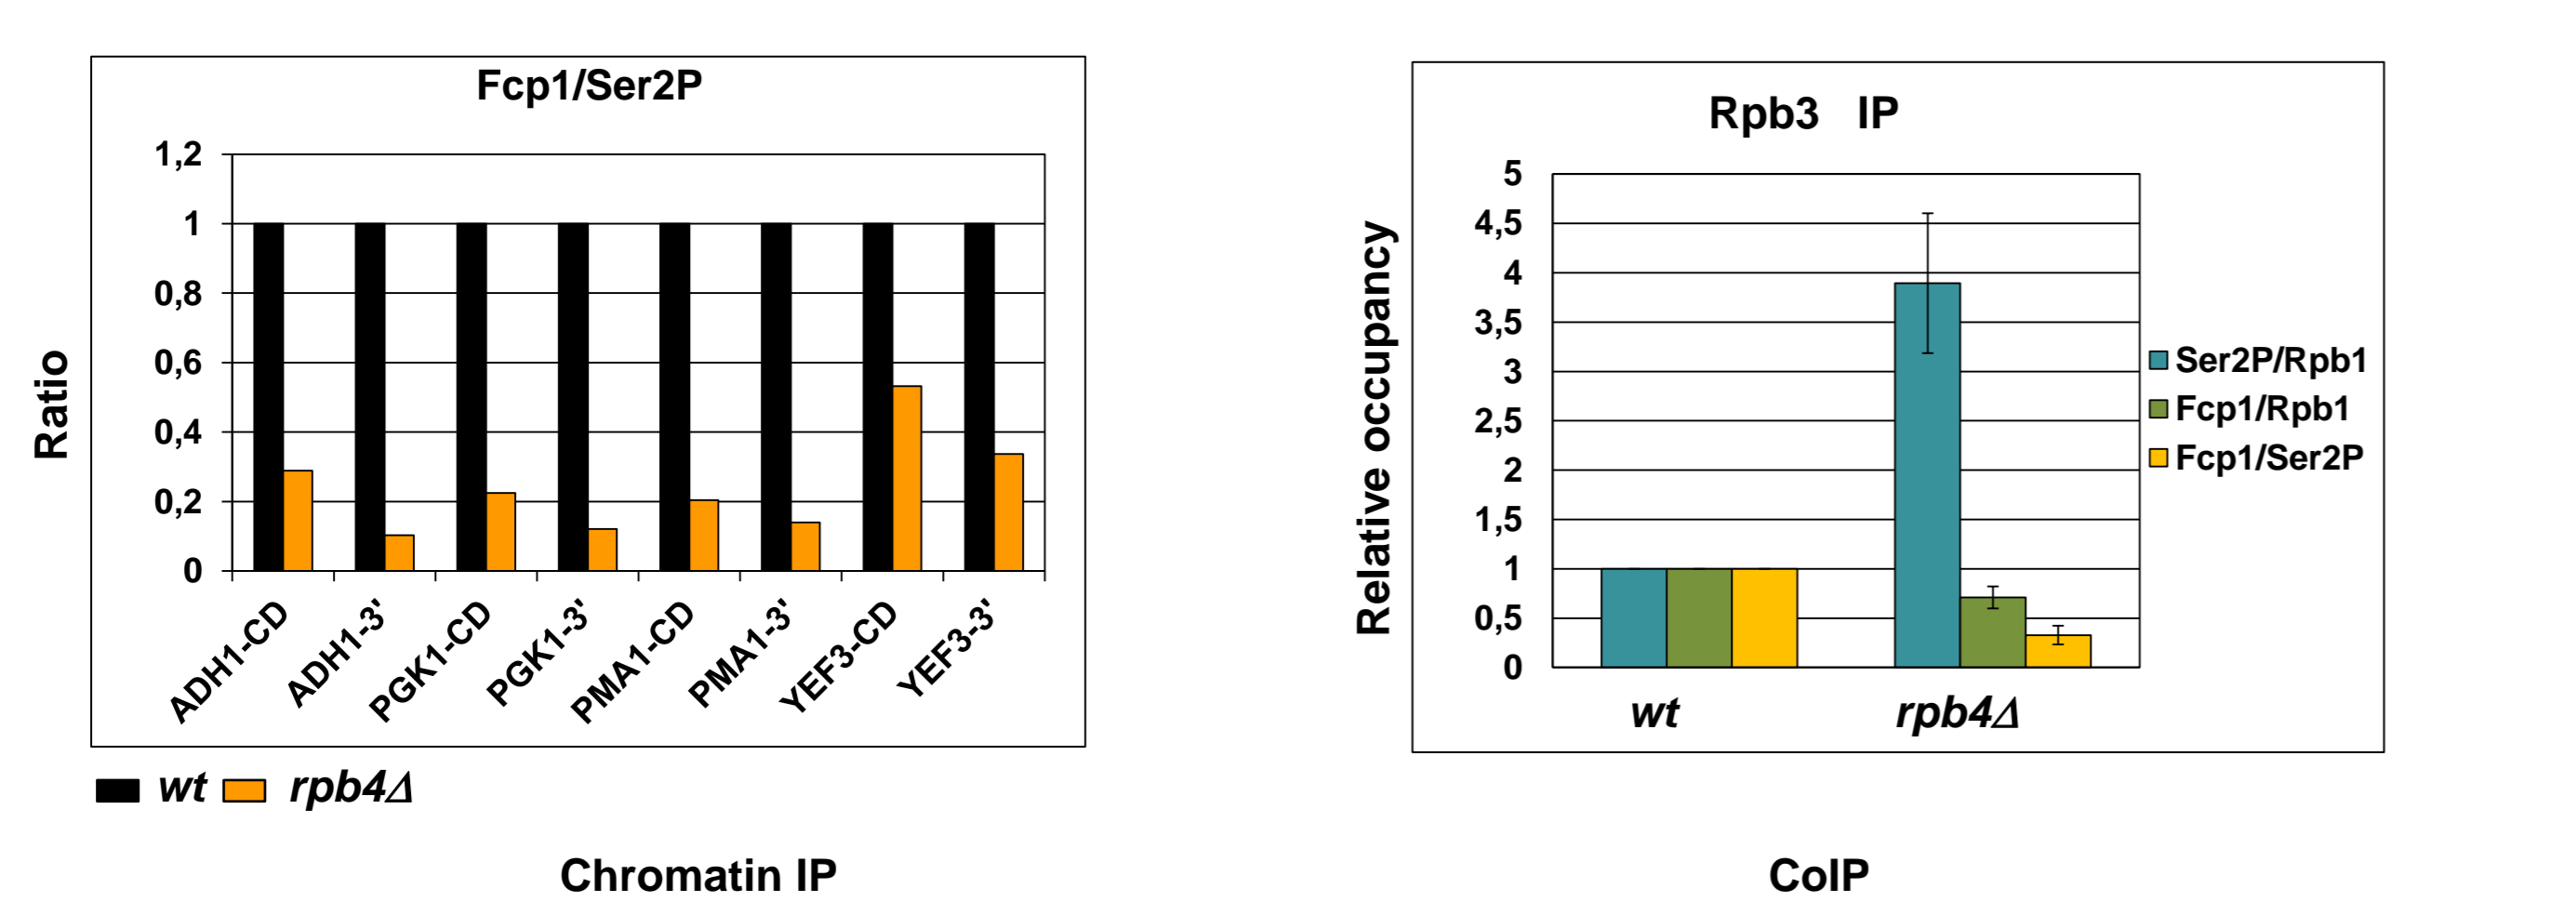 Fcp1/Ser2P
Ratio
1,2
1
0,8
0,6
0,4
0,2
0
ADH1-CD
ADH1-3'
PGK1-CD
PGK1-3'
PMA1-CD
PMA1-3'
YEF3-CD
YEF3-3'
wt rpb4Δ
Chromatin IP
Rpb3 IP
Relative occupancy
5
4,5
4
3,5
3
2,5
2
1,5
1
0,5
0
wt rpb4Δ
Ser2P/Rpb1
Fcp1/Rpb1
Fcp1/Ser2P
CoIP